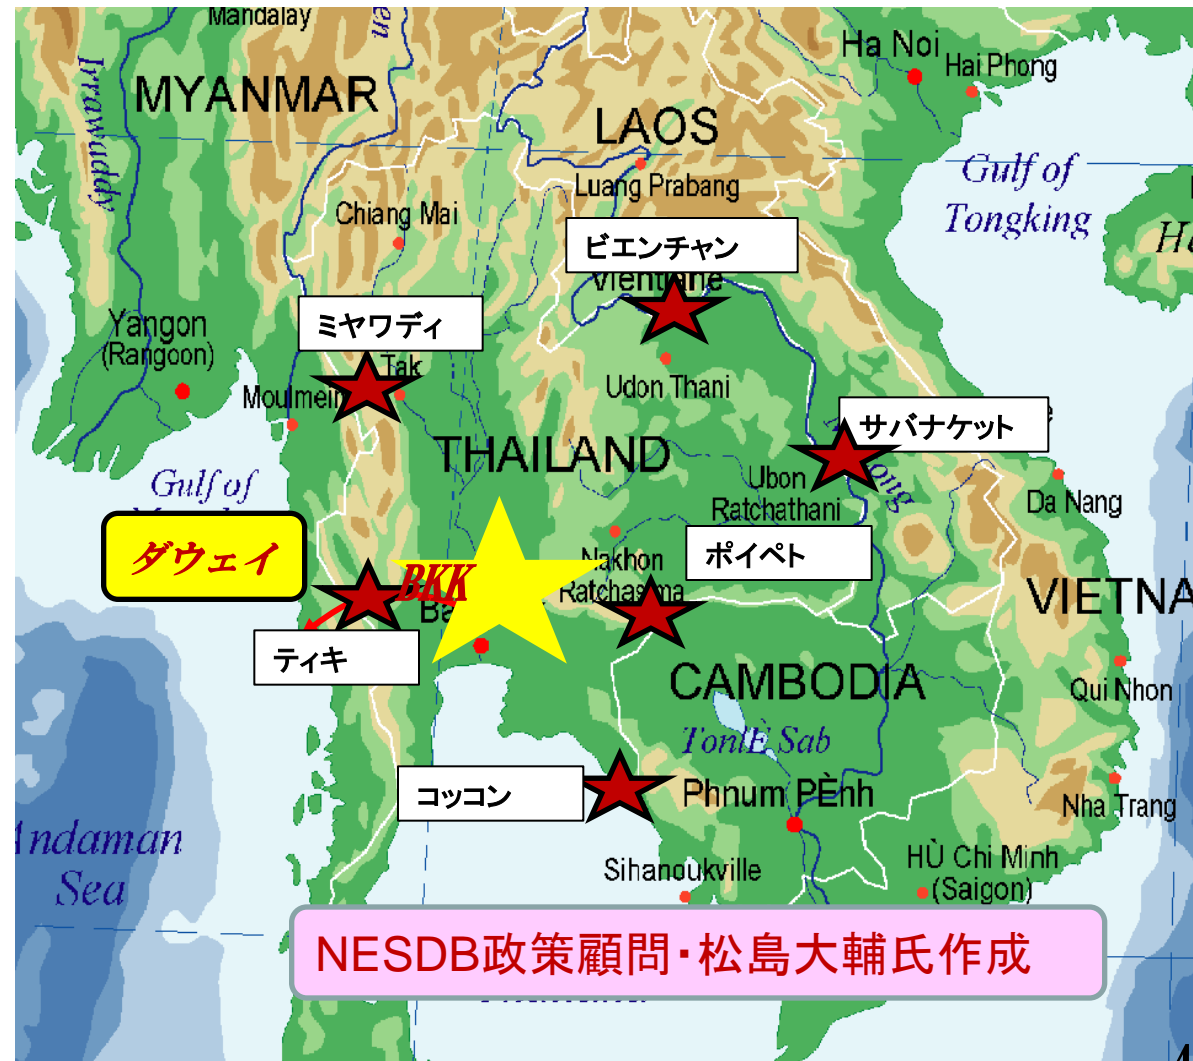 Mandalay
Ha Noi
Hai Phong
MYANMAR
Irrawaddy
LAOS
Luang Prabang
Gulf of
Tongking
Chiang Mai
ビエンチャン
Vientiane
ミヤワディ
Yangon
(Rangoon)
Tak
Moulmein
Udon Thani
サバナケット
THAILAND
Ubon
Ratchathani
Da Nang
Gulf of
ダウェイ
BKK
ポイペト
Nakhon
Ratchasima
VIETNA
ティキ
CAMBODIA
Qui Nhon
TonlÈ Sab
コッコン
Phnum PÈnh
Nha Trang
Andaman
Sea
Sihanoukville
HÙ Chi Minh
(Saigon)
NESDB政策顧問・松島大輔氏作成